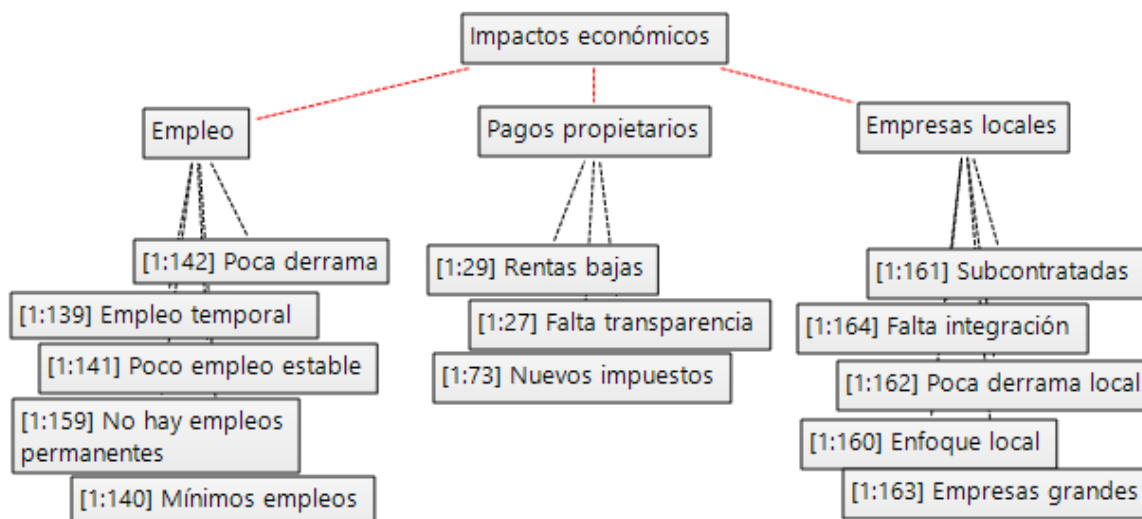 Impactos económicos
Empleo
Pagos propietarios
Empresas locales
[1:142] Poca derrama
[1:139] Empleo temporal
[1:141] Poco empleo estable
[1:159] No hay empleos
permanentes
[1:140] Mínimos empleos
[1:29] Rentas bajas
[1:27] Falta transparencia
[1:73] Nuevos impuestos
[1:161] Subcontratadas
[1:164] Falta integración
[1:162] Poca derrama local
[1:160] Enfoque local
[1:163] Empresas grandes